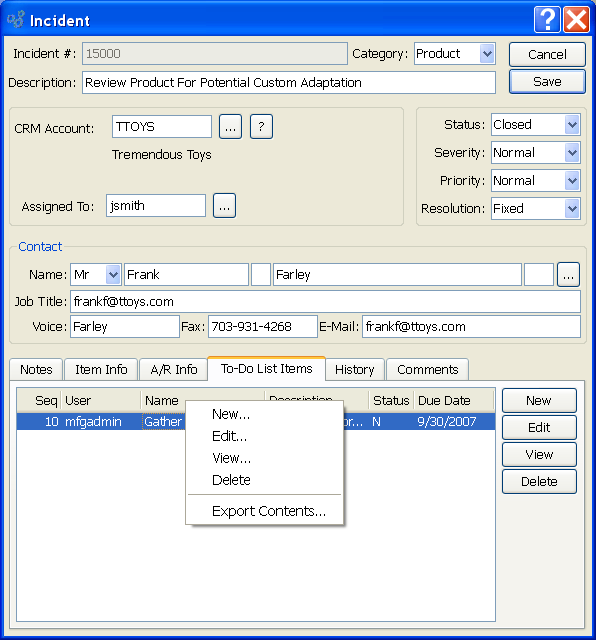 Incident
Incident #: 15000 Category: Product Cancel
Description: Review Product For Potential Custom Adaptation Save
CRM Account: TTOYS ... ? Status: Closed
Tremendous Toys Severity: Normal
Priority: Normal
Assigned To: jsmith ... Resolution: Fixed
Contact
Name: Mr Frank Farley ...
Job Title: frankf@ttoys.com
Voice: Farley Fax: 703-931-4268 E-Mail: frankf@ttoys.com
Notes Item Info A/R Info To-Do List Items History Comments
Seq User Name Description Status Due Date New
10 mfgadmin Gather N 9/30/2007 Edit
New...
Edit...
View... View
Delete Delete
Export Contents...